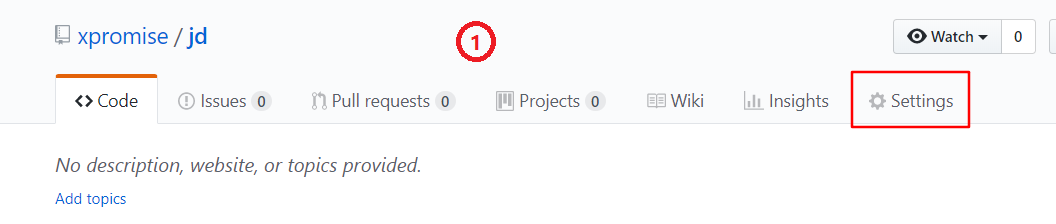 xpromise / jd
1
Watch 0
Code
Issues 0
Pull requests 0
Projects 0
Wiki
Insights
Settings
No description, website, or topics provided.
Add topics